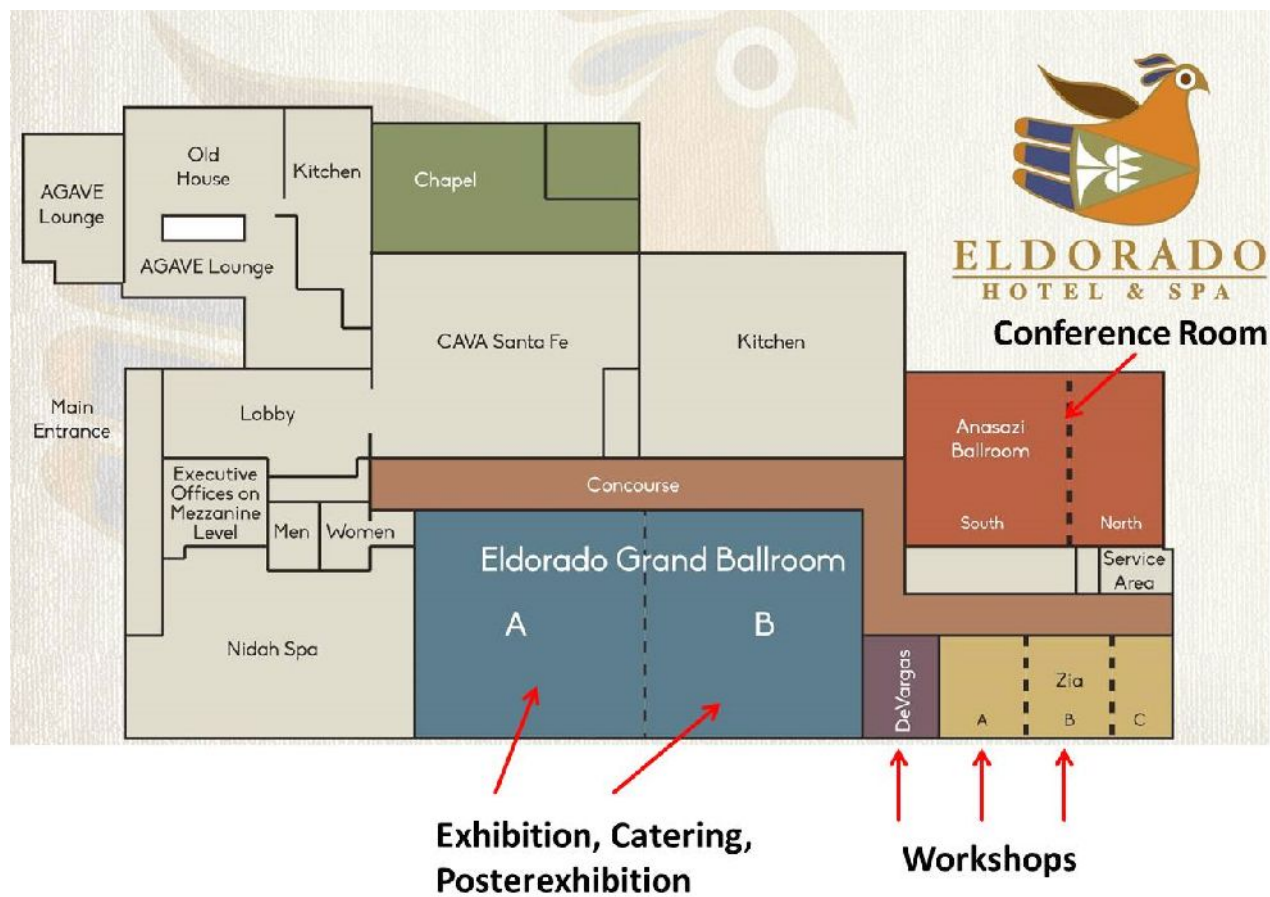 ELDORADO
HOTEL & SPA
Conference Room
Old
House
Kitchen
Chapel
AGAVE
Lounge
AGAVE Lounge
CAVA Santa Fe
Kitchen
Main
Entrance
Lobby
Anasazi
Ballroom
South
North
Executive
Offices on
Mezzanine
Level
Men
Women
Concourse
Service
Area
Eldorado Grand Ballroom
A
B
Nidah Spa
DeVargas
Zia
A
B
C
Exhibition, Catering,
Posterexhibition
Workshops